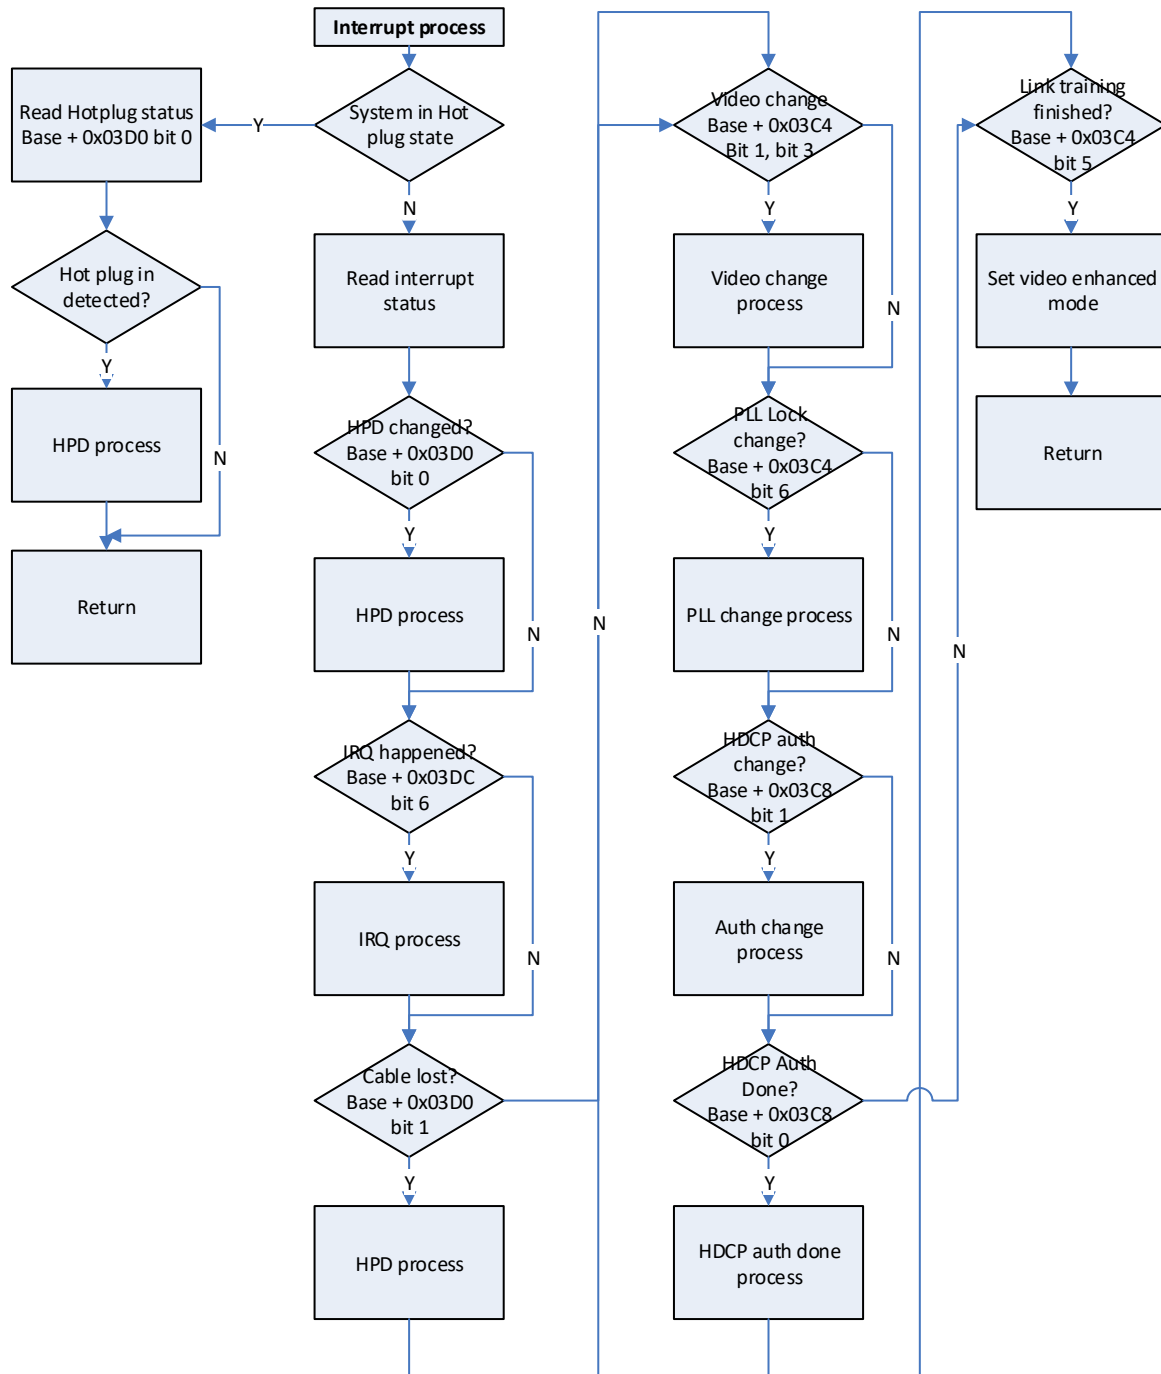 Interrupt process
System in Hot
plug state
Y
Read Hotplug status
Base + 0x03D0 bit 0
Hot plug in
detected?
Y
N
HPD process
Return
N
Read interrupt
status
HPD changed?
Base + 0x03D0
bit 0
Y
N
HPD process
IRQ happened?
Base + 0x03DC
bit 6
Y
N
IRQ process
Cable lost?
Base + 0x03D0
bit 1
Y
N
HPD process
Video change
Base + 0x03C4
Bit 1, bit 3
Y
N
Video change
process
PLL Lock
change?
Base + 0x03C4
bit 6
Y
N
PLL change process
HDCP auth
change?
Base + 0x03C8
bit 1
Y
N
Auth change
process
HDCP Auth
Done?
Base + 0x03C8
bit 0
Y
N
HDCP auth done
process
Link training
finished?
Base + 0x03C4
bit 5
Y
Set video enhanced
mode
Return